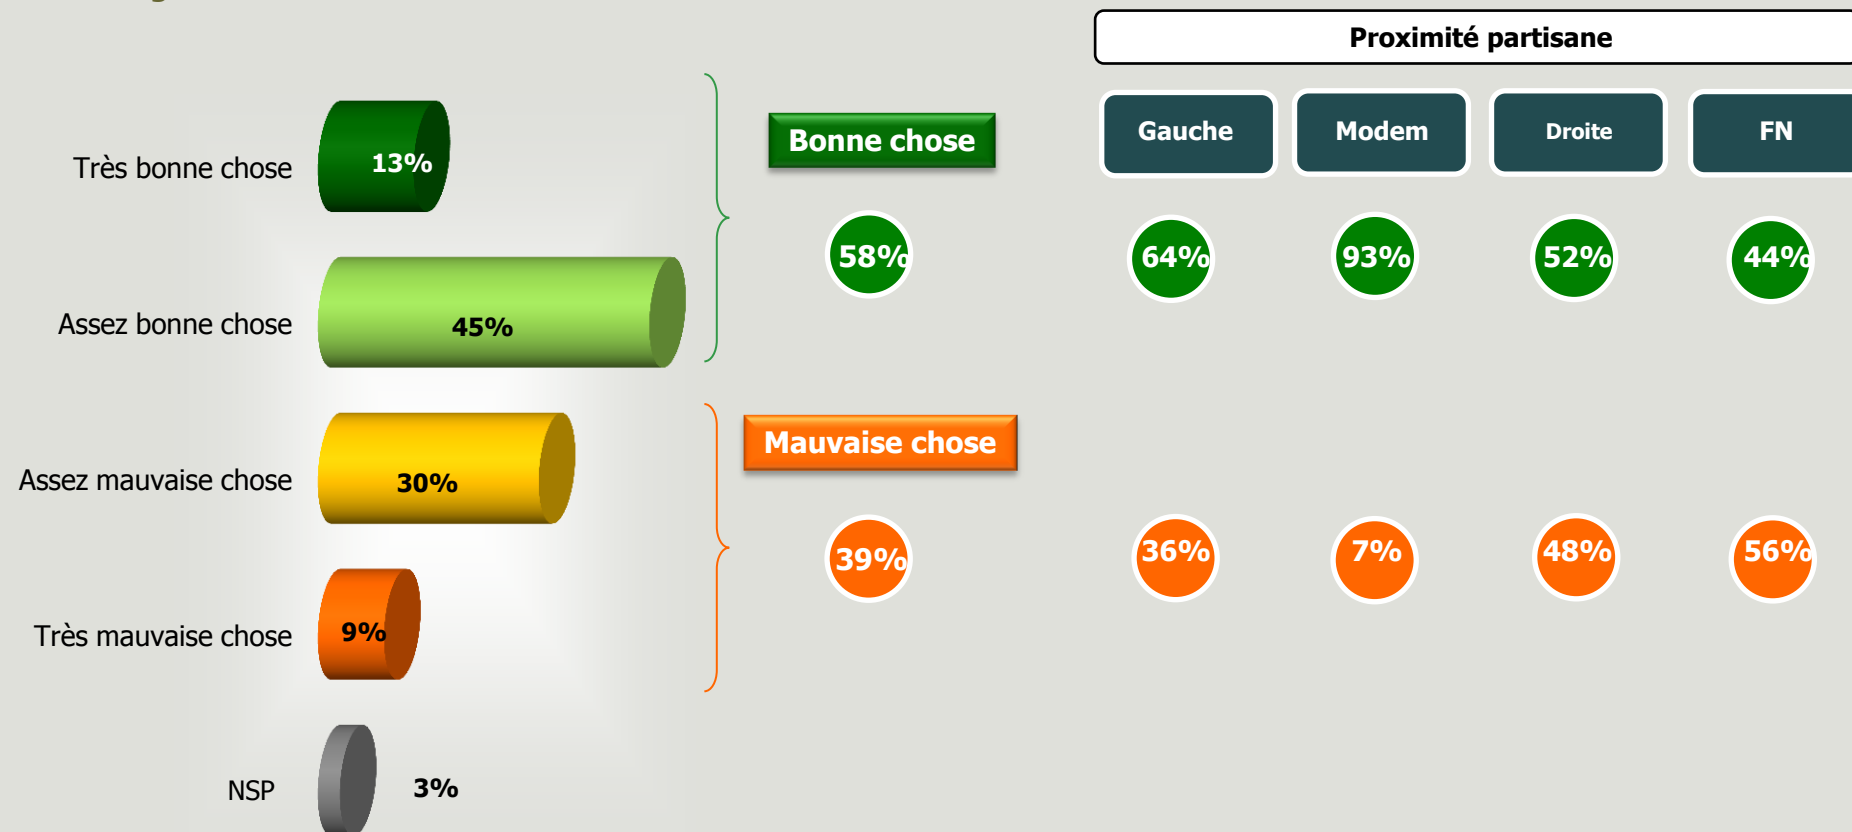 Proximité partisane
Gauche
Modem
Droite
FN
Très bonne chose
13%
Bonne chose
58%
64%
93%
52%
44%
Assez bonne chose
45%
Assez mauvaise chose
30%
Mauvaise chose
39%
36%
7%
48%
56%
Très mauvaise chose
9%
NSP
3%